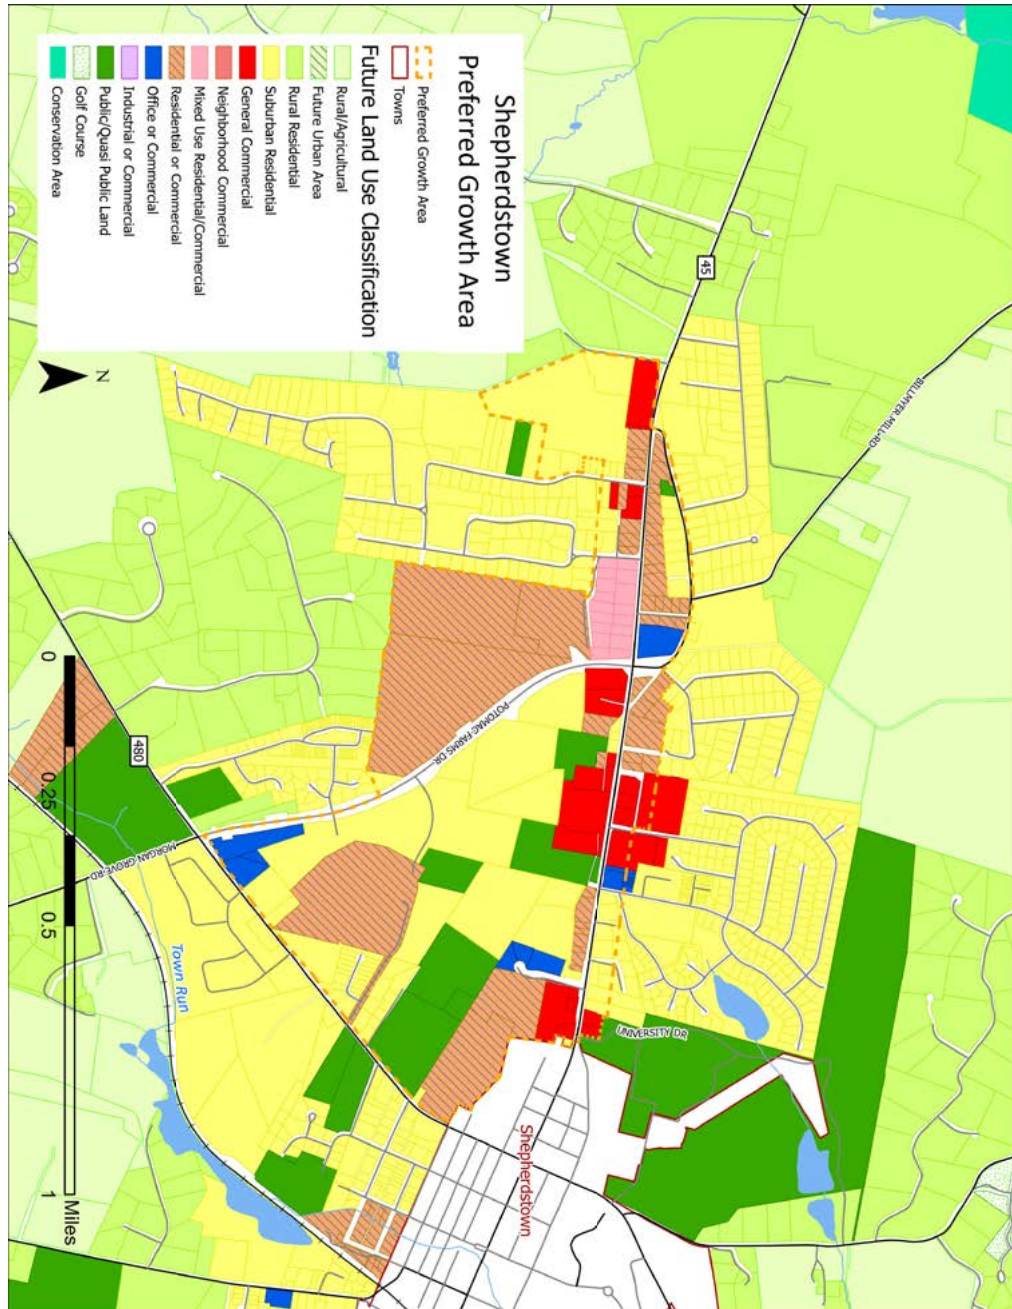 Shepherdstown
Preferred Growth Area
Preferred Growth Area
Towns
Future Land Use Classification
Rural/Agricultural
Future Urban Area
Rural Residential
Suburban Residential
General Commercial
Neighborhood Commercial
Mixed Use Residential/Commercial
Residential or Commercial
Office or Commercial
Industrial or Commercial
Public/Quasi Public Land
Golf Course
Conservation Area
N
0
0.25
0.5
1
Miles
45
BILLMYER MILL RD
POTOMAC FARMS DR
480
MORGAN GROVE RD
Town Run
UNIVERSITY DR
Shepherdstown